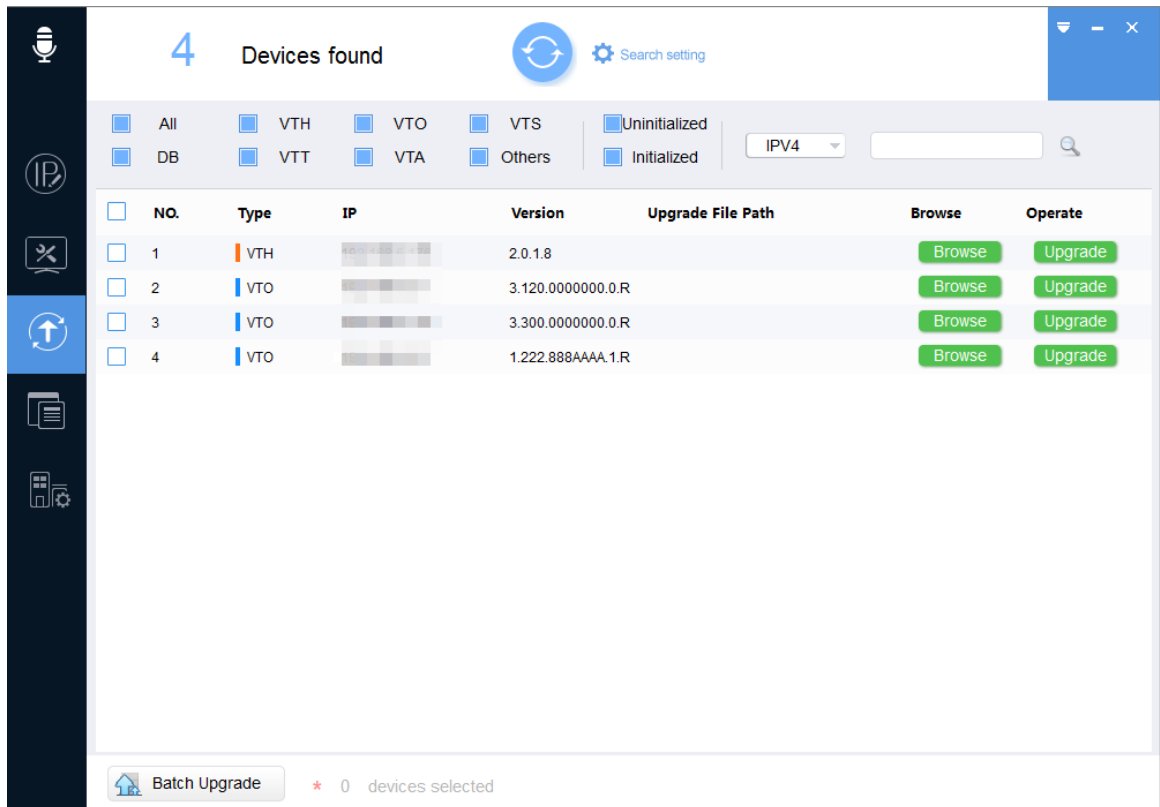 4 Devices found Search setting
All VTH VTO VTS Uninitialized
DB VTT VTA Others Initialized
IPV4
NO. Type IP Version Upgrade File Path Browse Operate
1 VTH 2.0.1.8 Browse Upgrade
2 VTO 3.120.0000000.0.R Browse Upgrade
3 VTO 3.300.0000000.0.R Browse Upgrade
4 VTO 1.222.888AAAA.1.R Browse Upgrade
Batch Upgrade * 0 devices selected